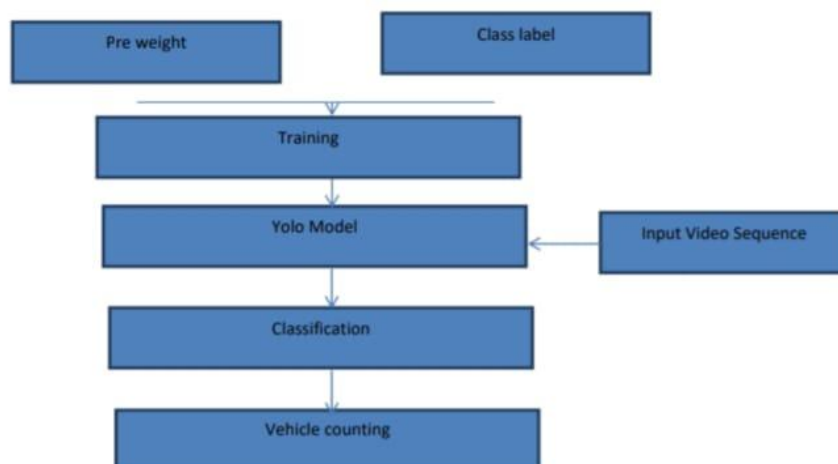 Pre weight
Class label
Training
Yolo Model
Input Video Sequence
Classification
Vehicle counting